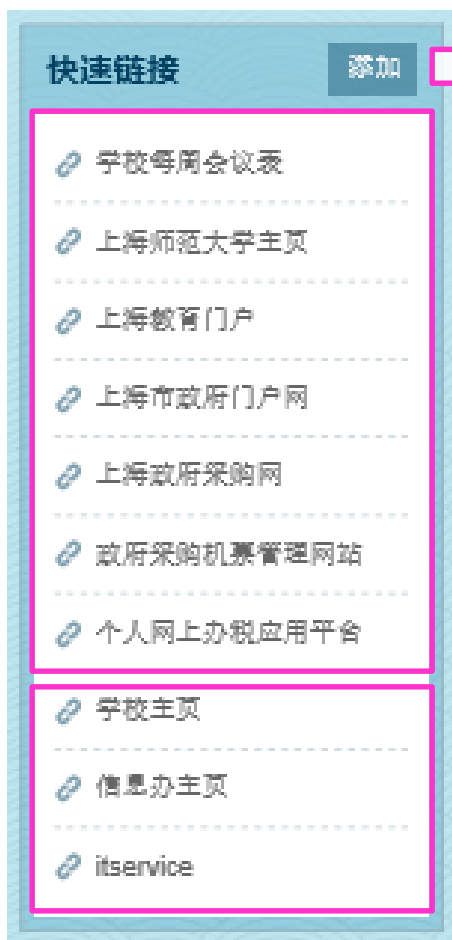 快速链接
添加
学校每周会议表
上海师范大学主页
上海教育门户
上海市政府门户网
上海政府采购网
政府采购机票管理网站
个人网上办税应用平台
学校主页
信息办主页
itservice